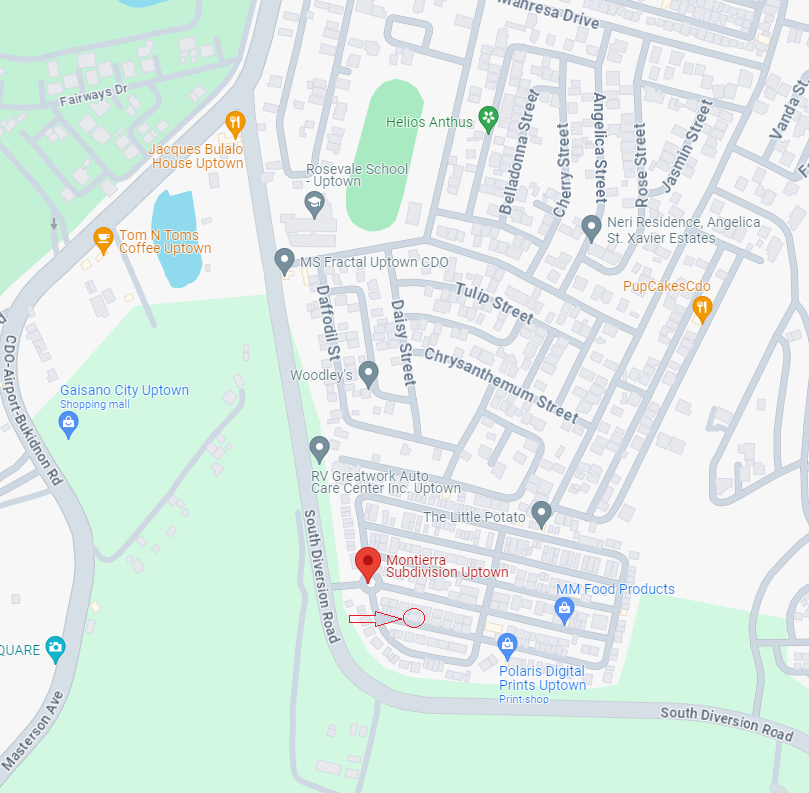 Manresa Drive
Fairways Dr
Helios Anthus
Jacques Bulalo
House Uptown
Belladonna Street
Cherry Street
Angelica Street
Rose Street
Jasmin Street
Vanda St.
Rosevale School
- Uptown
Neri Residence, Angelica
St. Xavier Estates
Tom N Toms
Coffee Uptown
MS Fractal Uptown CDO
PupCakesCdo
Daffodil St
Daisy Street
Tulip Street
Chrysanthemum Street
CDO-Airport-Bukidnon Rd
Woodley's
Gaisano City Uptown
Shopping mall
RV Greatwork Auto
Care Center Inc. Uptown
The Little Potato
South Diversion Road
Montierra
Subdivision Uptown
MM Food Products
QUARE
Polaris Digital
Prints Uptown
Print shop
Masterson Ave
South Diversion Road